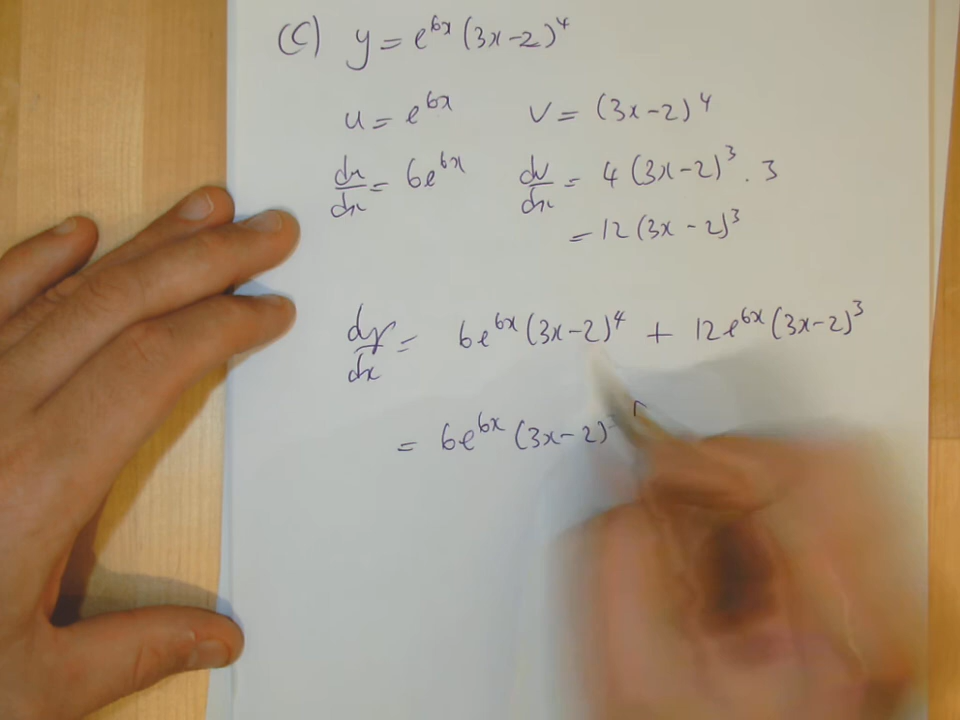 (C) y = e^{6x} (3x-2)^4
u = e^{6x} v = (3x-2)^4
du/dx = 6e^{6x} dv/dx = 4 (3x-2)^3 . 3
= 12 (3x - 2)^3
dy/dx = 6e^{6x} (3x-2)^4 + 12e^{6x} (3x-2)^3
= 6e^{6x} (3x-2)